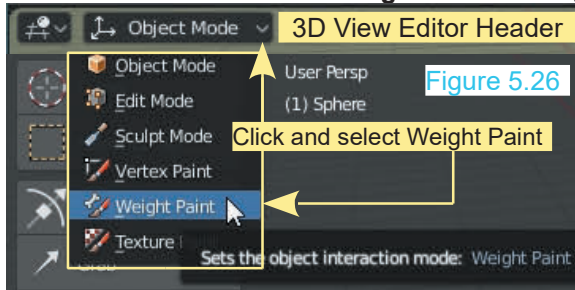 Object Mode
3D View Editor Header
Object Mode
User Persp
Figure 5.26
Edit Mode
(1) Sphere
Sculpt Mode
Click and select Weight Paint
Vertex Paint
Weight Paint
Texture
Sets the object interaction mode: Weight Paint